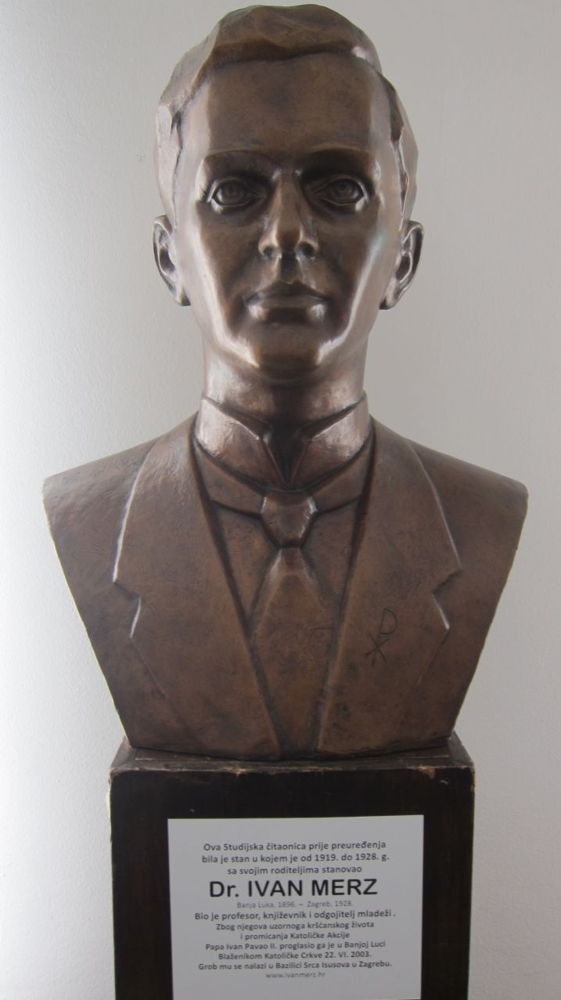 Ova Studijska čitaonica prije preuređenja
bila je stan u kojem je od 1919. do 1928. g.
sa svojim roditeljima stanovao
Dr. IVAN MERZ
Banja Luka, 1896. – Zagreb, 1928.
Bio je profesor, književnik i odgojitelj mladeži.
Zbog njegova uzornoga kršćanskog života
i promicanja Katoličke Akcije
Papa Ivan Pavao II. proglasio ga je u Banjoj Luci
Blaženikom Katoličke Crkve 22. VI. 2003.
Grob mu se nalazi u Bazilici Srca Isusova u Zagrebu.
www.ivanmerz.hr